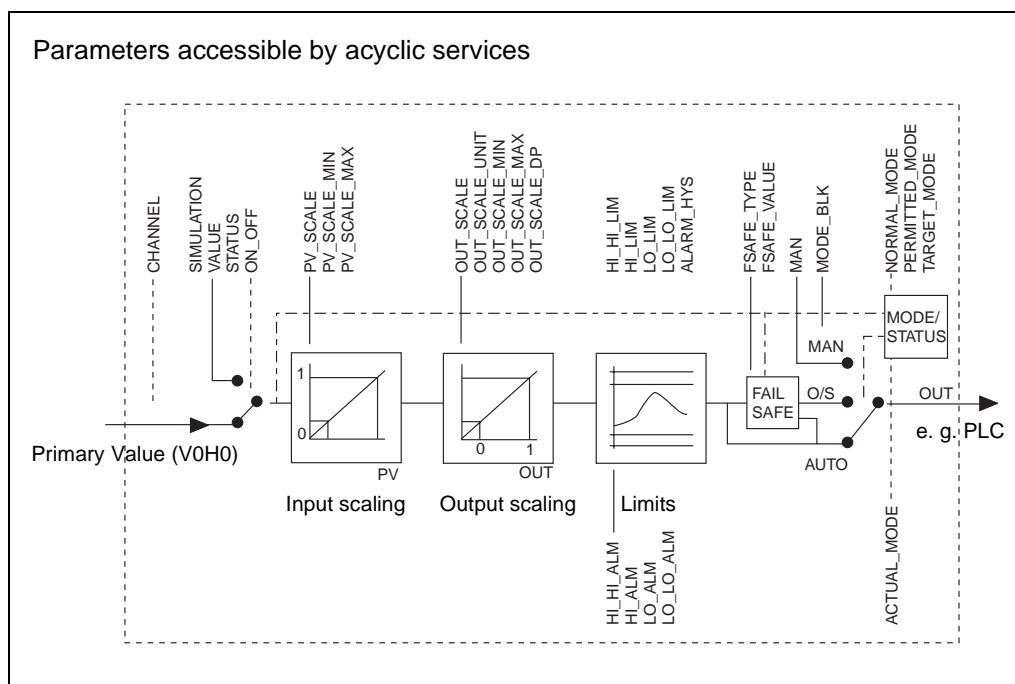 Parameters accessible by acyclic services
CHANNEL
SIMULATION
VALUE
STATUS
ON_OFF
PV_SCALE
PV_SCALE_MIN
PV_SCALE_MAX
OUT_SCALE
OUT_SCALE_UNIT
OUT_SCALE_MIN
OUT_SCALE_MAX
OUT_SCALE_DP
HI_HI_LIM
HI_LIM
LO_LIM
LO_LO_LIM
ALARM_HYS
FSAFE_TYPE
FSAFE_VALUE
MAN
MODE_BLK
NORMAL_MODE
PERMITTED_MODE
TARGET_MODE
MODE/
STATUS
MAN
1
0
PV
0 1
OUT
FAIL
SAFE
O/S
AUTO
OUT
e. g. PLC
Primary Value (V0H0)
Input scaling
Output scaling
Limits
HI_HI_ALM
HI_ALM
LO_ALM
LO_LO_ALM
ACTUAL_MODE